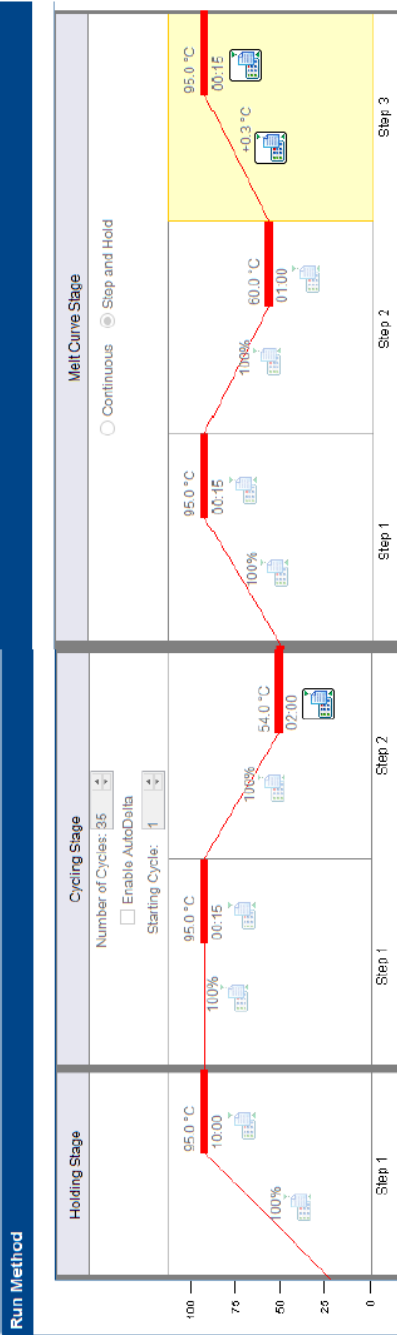 Run Method
Holding Stage
Cycling Stage
Melt Curve Stage
Number of Cycles: 35
Enable AutoDelta
Starting Cycle: 1
Continuous
Step and Hold
100
75
50
25
0
100%
95.0 °C
10:00
Step 1
100%
95.0 °C
00:15
Step 1
100%
54.0 °C
02:00
Step 2
100%
95.0 °C
00:15
Step 1
100%
60.0 °C
01:00
Step 2
+0.3 °C
95.0 °C
00:15
Step 3